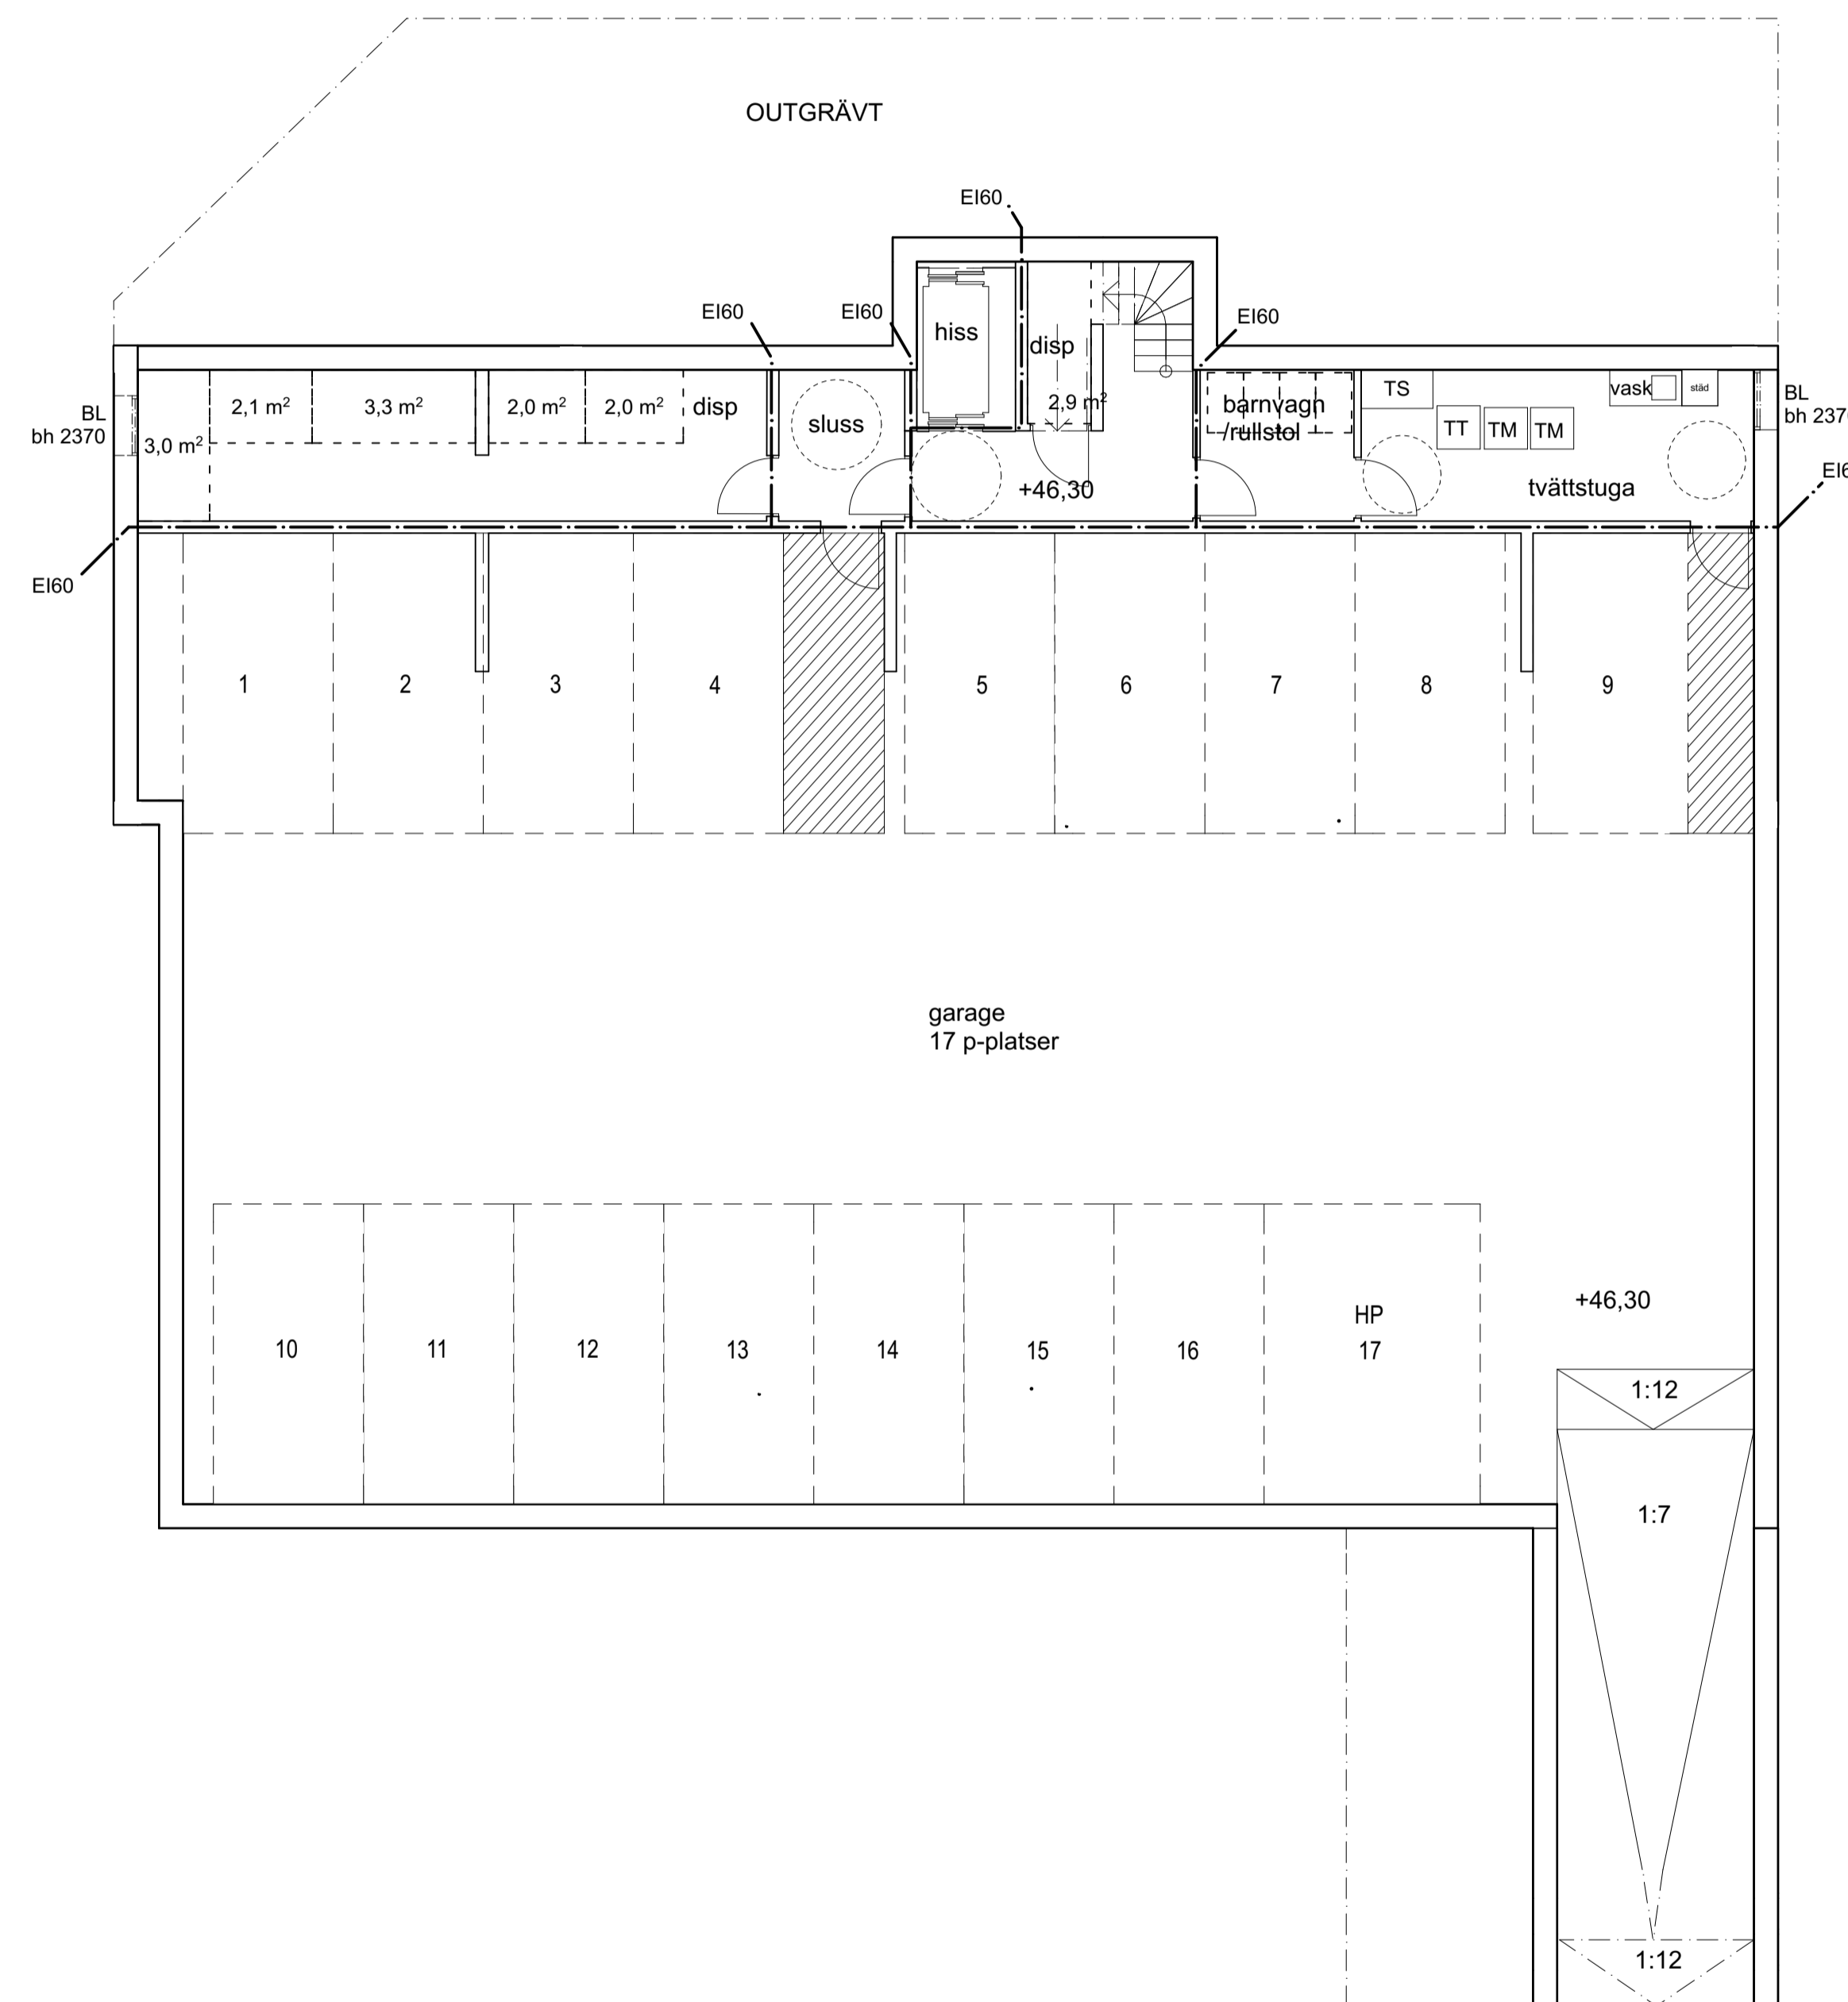 OUTGRÄVT
EI60
EI60
EI60
EI60
hiss
disp
2,9 m²
BL
bh 2370
3,0 m²
2,1 m²
3,3 m²
2,0 m²
2,0 m²
disp
sluss
+46,30
barnvagn
/rullstol
TS
TT
TM
TM
vask
städ
tvättstuga
BL
bh 237
EI6
EI60
1
2
3
4
5
6
7
8
9
garage
17 p-platser
10
11
12
13
14
15
16
HP
17
+46,30
1:12
1:7
1:12